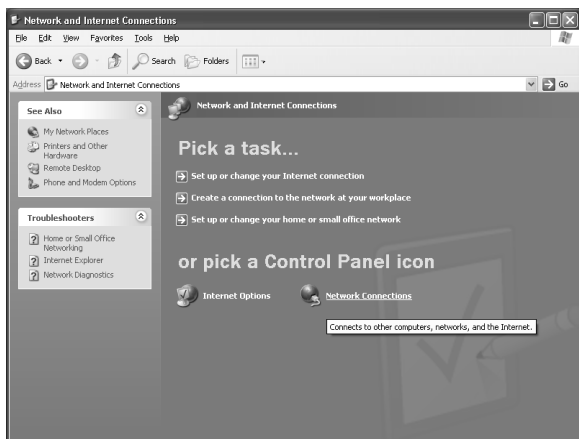 Network and Internet Connections
File Edit View Favorites Tools Help
Back Search Folders
Address Network and Internet Connections Go
See Also
My Network Places
Printers and Other
Hardware
Remote Desktop
Phone and Modem Options
Troubleshooters
Home or Small Office
Networking
Internet Explorer
Network Diagnostics
Network and Internet Connections
Pick a task...
Set up or change your Internet connection
Create a connection to the network at your workplace
Set up or change your home or small office network
or pick a Control Panel icon
Internet Options Network Connections
Connects to other computers, networks, and the Internet.